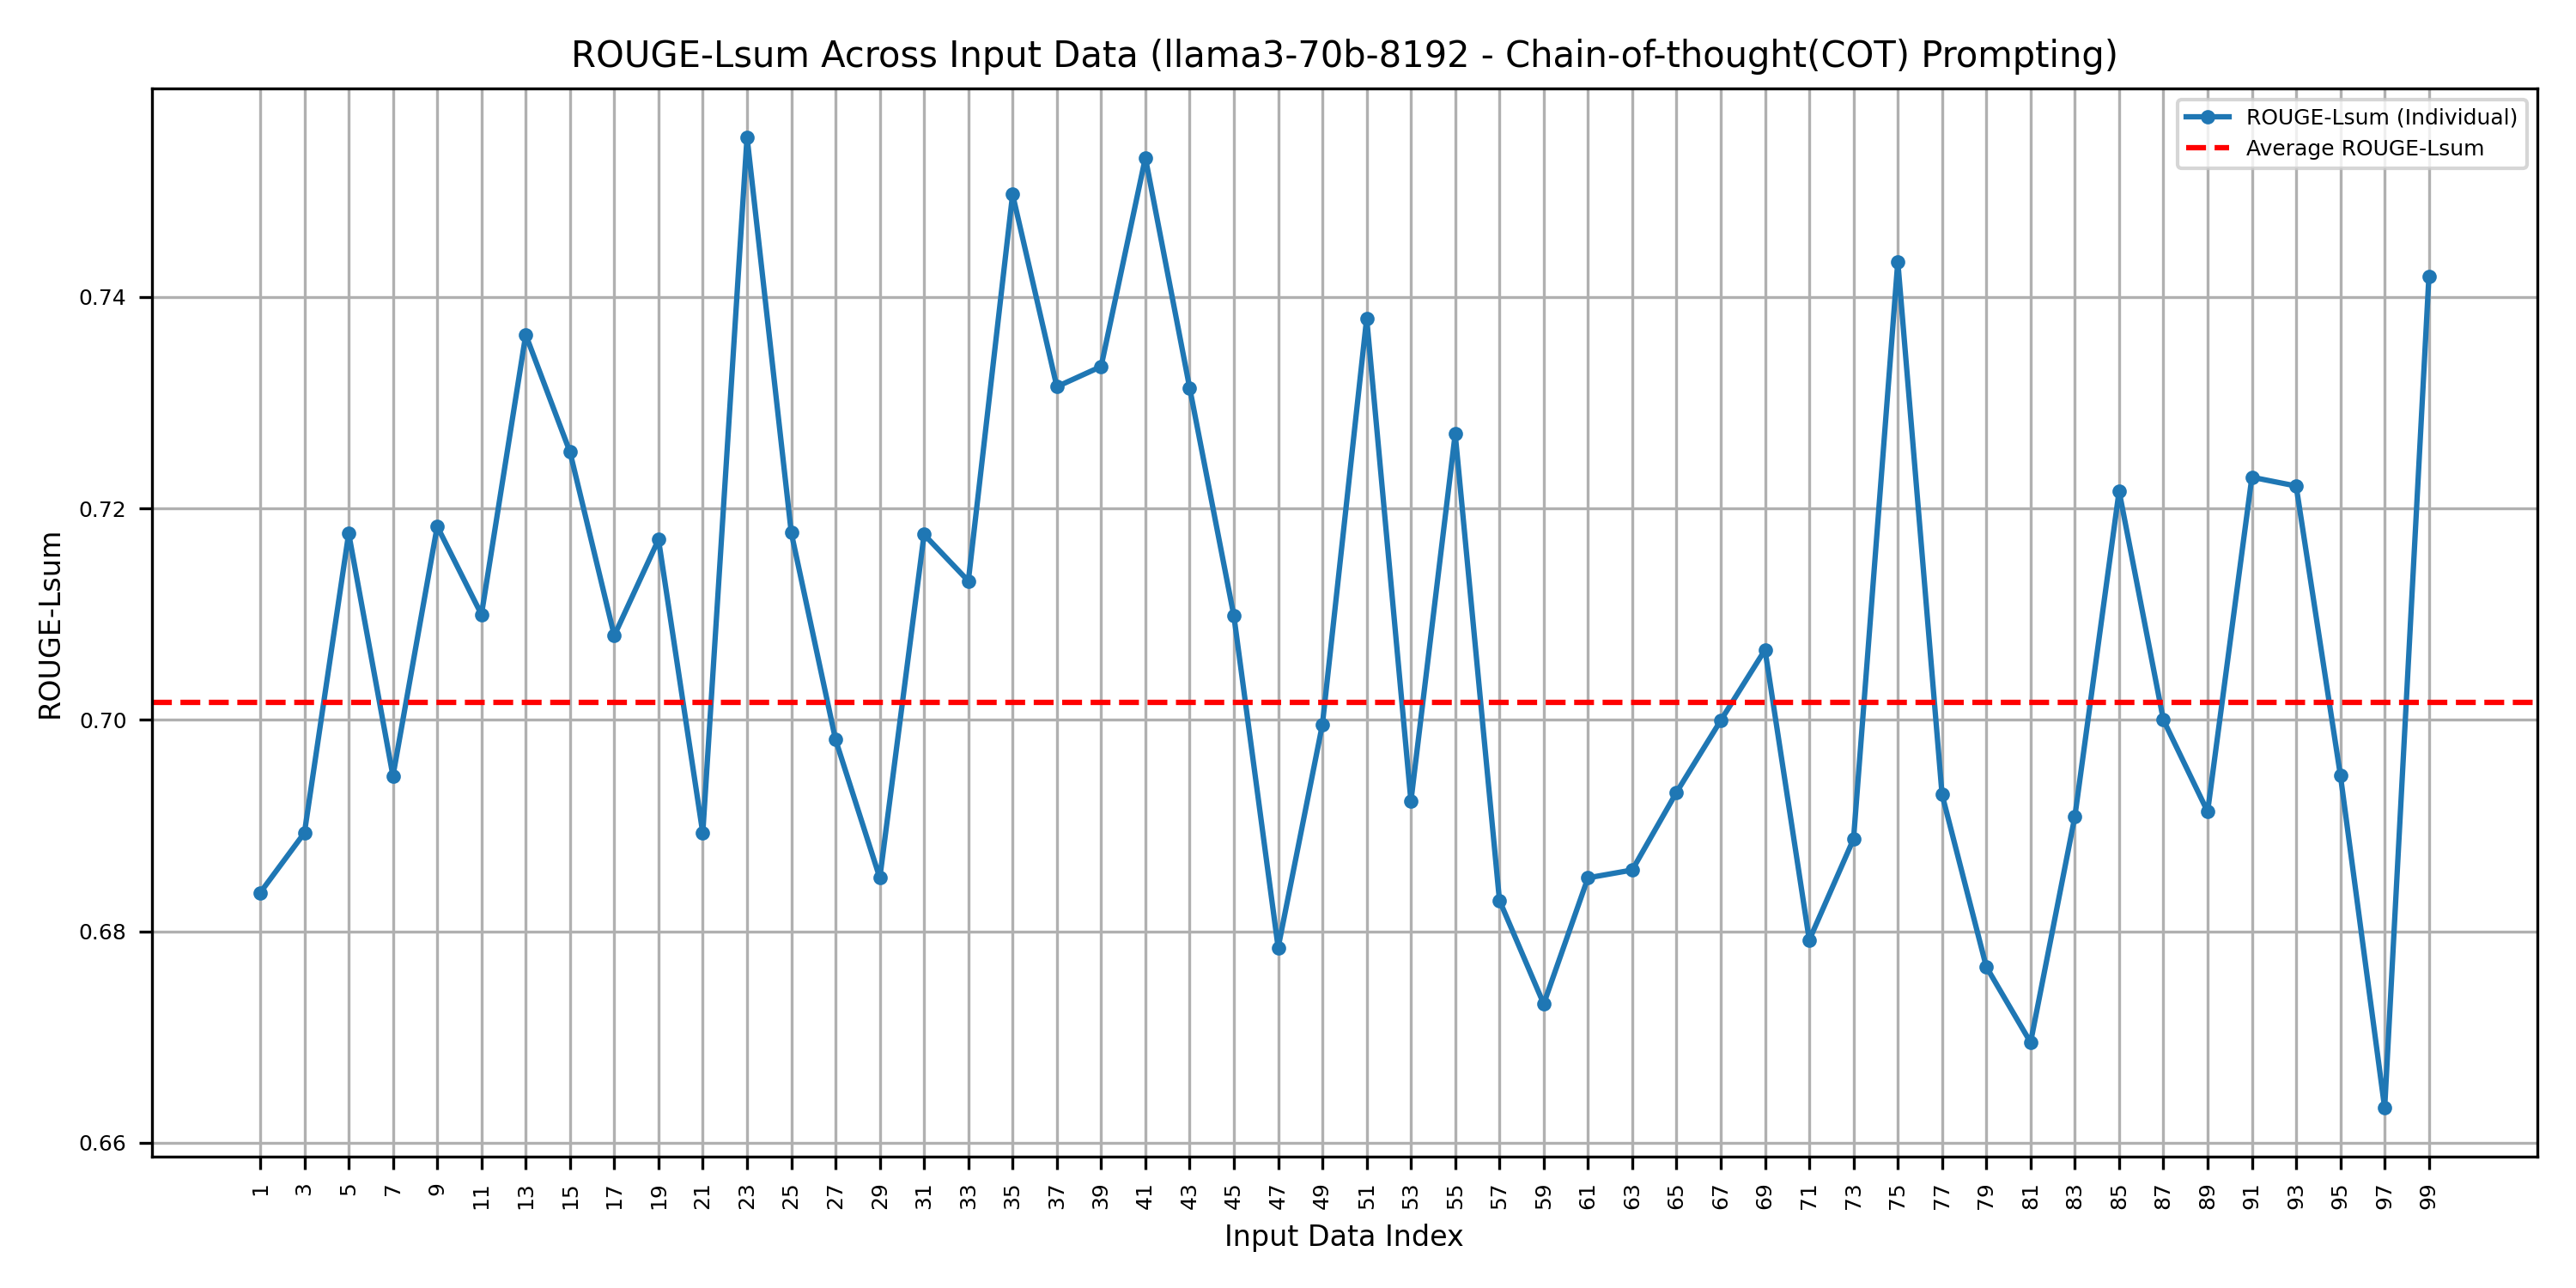 ROUGE-Lsum Across Input Data (llama3-70b-8192 - Chain-of-thought(COT) Prompting)
ROUGE-Lsum (Individual)
Average ROUGE-Lsum
ROUGE-Lsum
0.74
0.72
0.70
0.68
0.66
1 3 5 7 9 11 13 15 17 19 21 23 25 27 29 31 33 35 37 39 41 43 45 47 49 51 53 55 57 59 61 63 65 67 69 71 73 75 77 79 81 83 85 87 89 91 93 95 97 99
Input Data Index